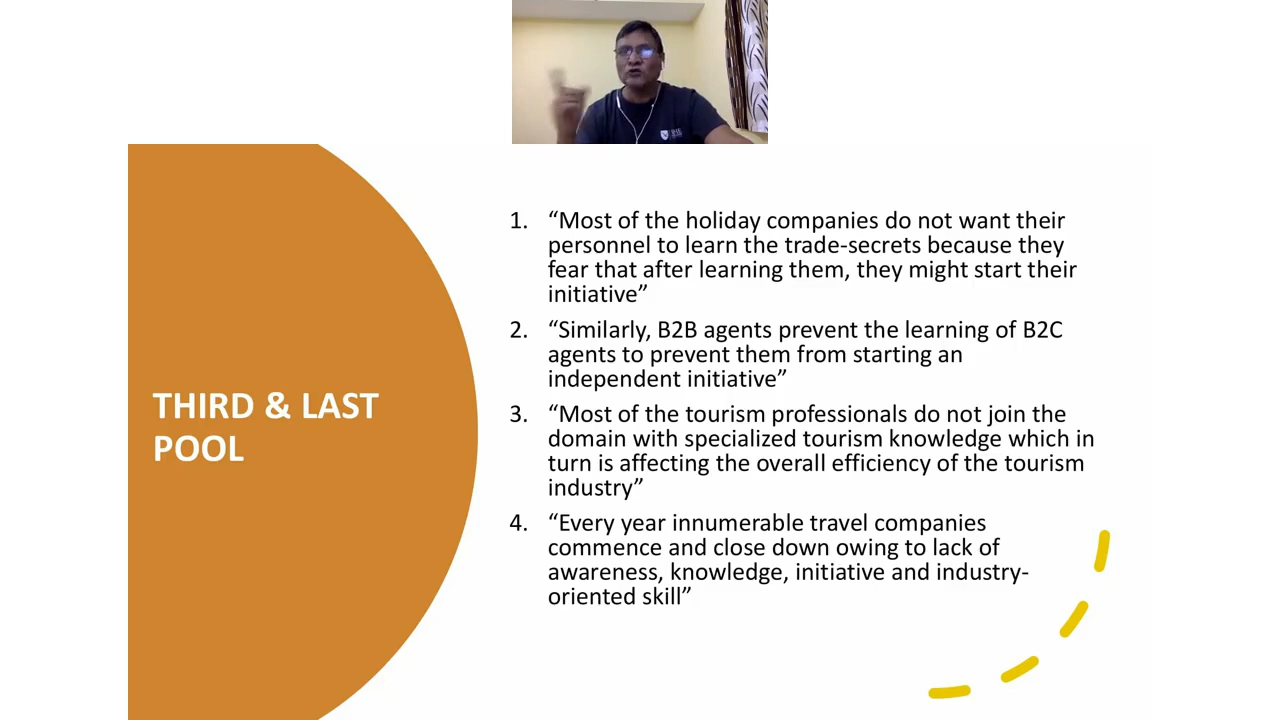 THIRD & LAST
POOL
1. “Most of the holiday companies do not want their
personnel to learn the trade-secrets because they
fear that after learning them, they might start their
initiative”
2. “Similarly, B2B agents prevent the learning of B2C
agents to prevent them from starting an
independent initiative”
3. “Most of the tourism professionals do not join the
domain with specialized tourism knowledge which in
turn is affecting the overall efficiency of the tourism
industry”
4. “Every year innumerable travel companies
commence and close down owing to lack of
awareness, knowledge, initiative and industry-
oriented skill”